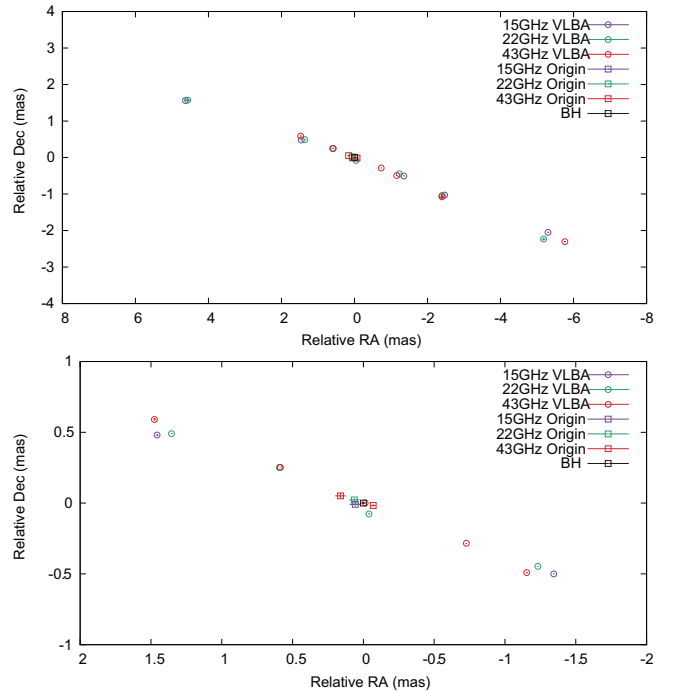 4
3
2
1
0
-1
-2
-3
-4
8 6 4 2 0 -2 -4 -6 -8
Relative Dec (mas)
Relative RA (mas)
15GHz VLBA
22GHz VLBA
43GHz VLBA
15GHz Origin
22GHz Origin
43GHz Origin
BH
1
0.5
0
-0.5
-1
2 1.5 1 0.5 0 -0.5 -1 -1.5 -2
Relative Dec (mas)
Relative RA (mas)
15GHz VLBA
22GHz VLBA
43GHz VLBA
15GHz Origin
22GHz Origin
43GHz Origin
BH